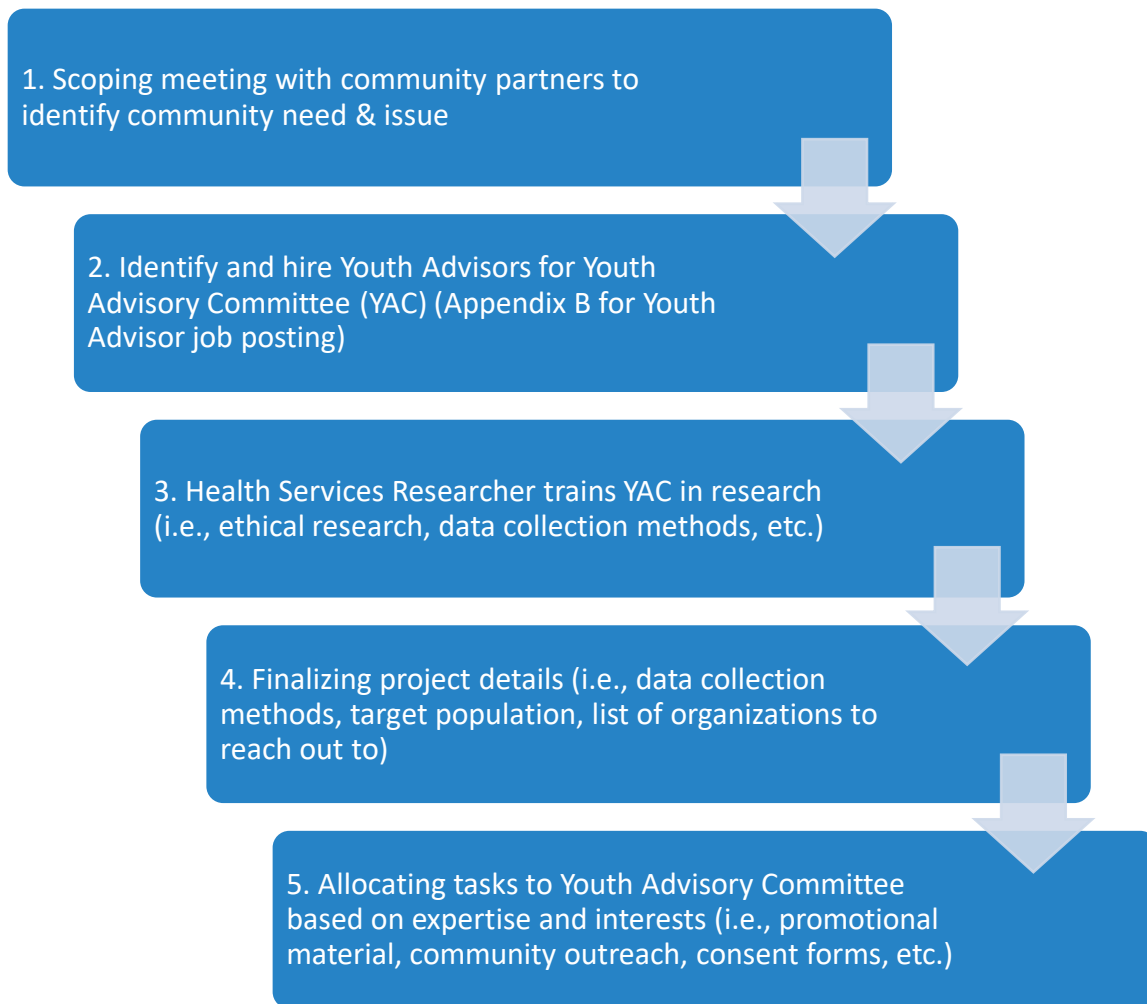 1. Scoping meeting with community partners to
identify community need & issue
2. Identify and hire Youth Advisors for Youth
Advisory Committee (YAC) (Appendix B for Youth
Advisor job posting)
3. Health Services Researcher trains YAC in research
(i.e., ethical research, data collection methods, etc.)
4. Finalizing project details (i.e., data collection
methods, target population, list of organizations to
reach out to)
5. Allocating tasks to Youth Advisory Committee
based on expertise and interests (i.e., promotional
material, community outreach, consent forms, etc.)